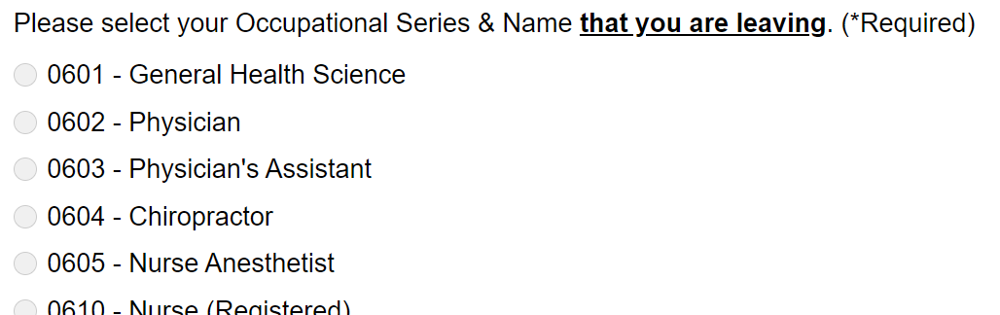 Please select your Occupational Series & Name that you are leaving. (*Required)
0601 - General Health Science
0602 - Physician
0603 - Physician's Assistant
0604 - Chiropractor
0605 - Nurse Anesthetist
0610 - Nurse (Registered)